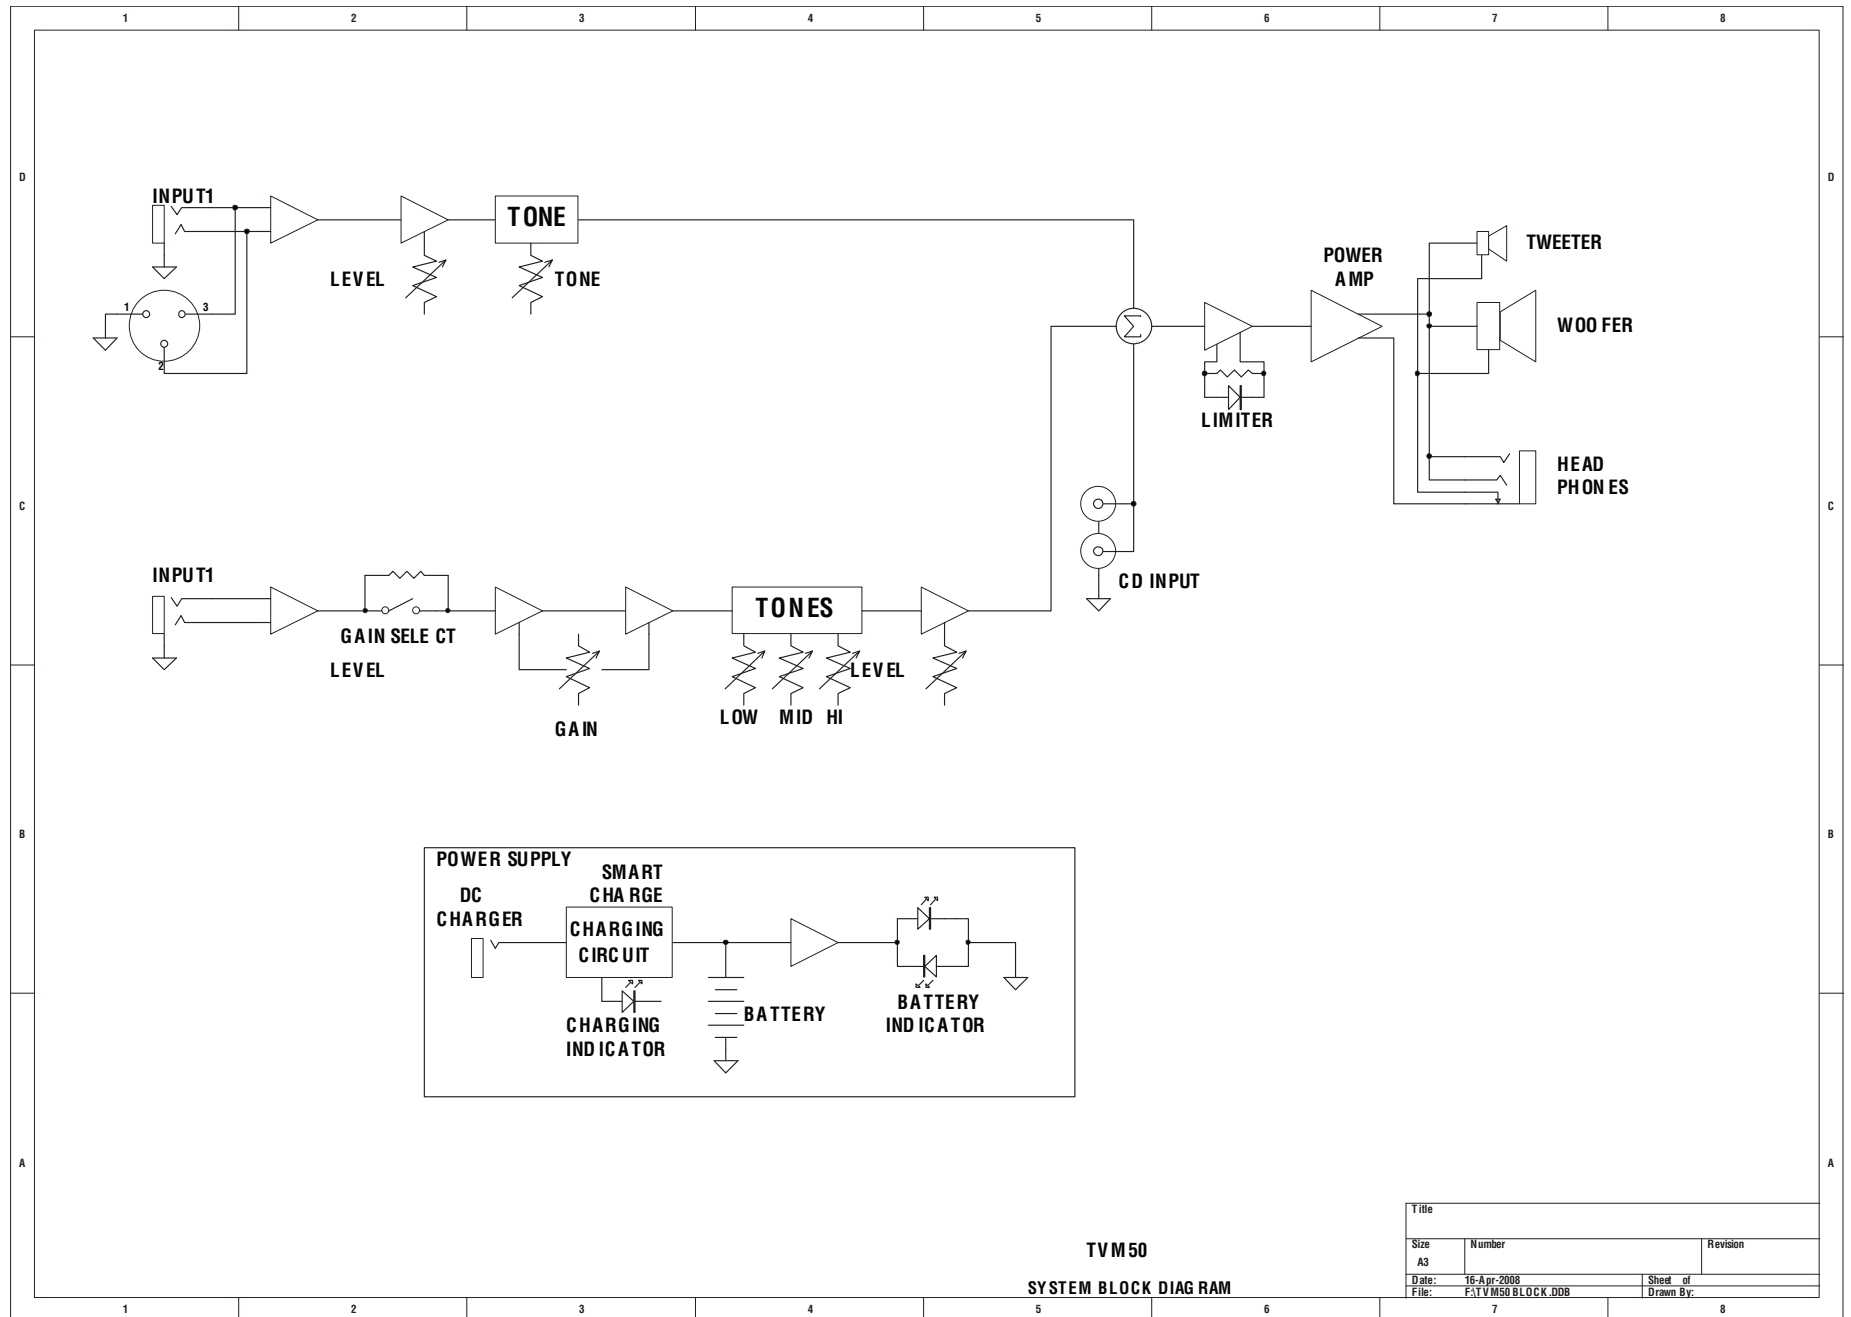 1 2 3 4 5 6 7 8
D
D
INPUT1
TONE
LEVEL
TONE
1
3
2
POWER
AMP
TWEETER
WOOFER
Σ
LIMITER
HEAD
PHONES
C
C
CD INPUT
INPUT1
GAIN SELECT
LEVEL
GAIN
TONES
LEVEL
LOW MID HI
B
B
POWER SUPPLY
SMART
CHARGE
DC
CHARGER
CHARGING
CIRCUIT
CHARGING
INDICATOR
BATTERY
BATTERY
INDICATOR
A
A
TVM50
SYSTEM BLOCK DIAGRAM
Title
Size Number Revision
A3
Date: 16-Apr-2008 Sheet of
File: F:\TVM50 BLOCK.DDB Drawn By:
1 2 3 4 5 6 7 8